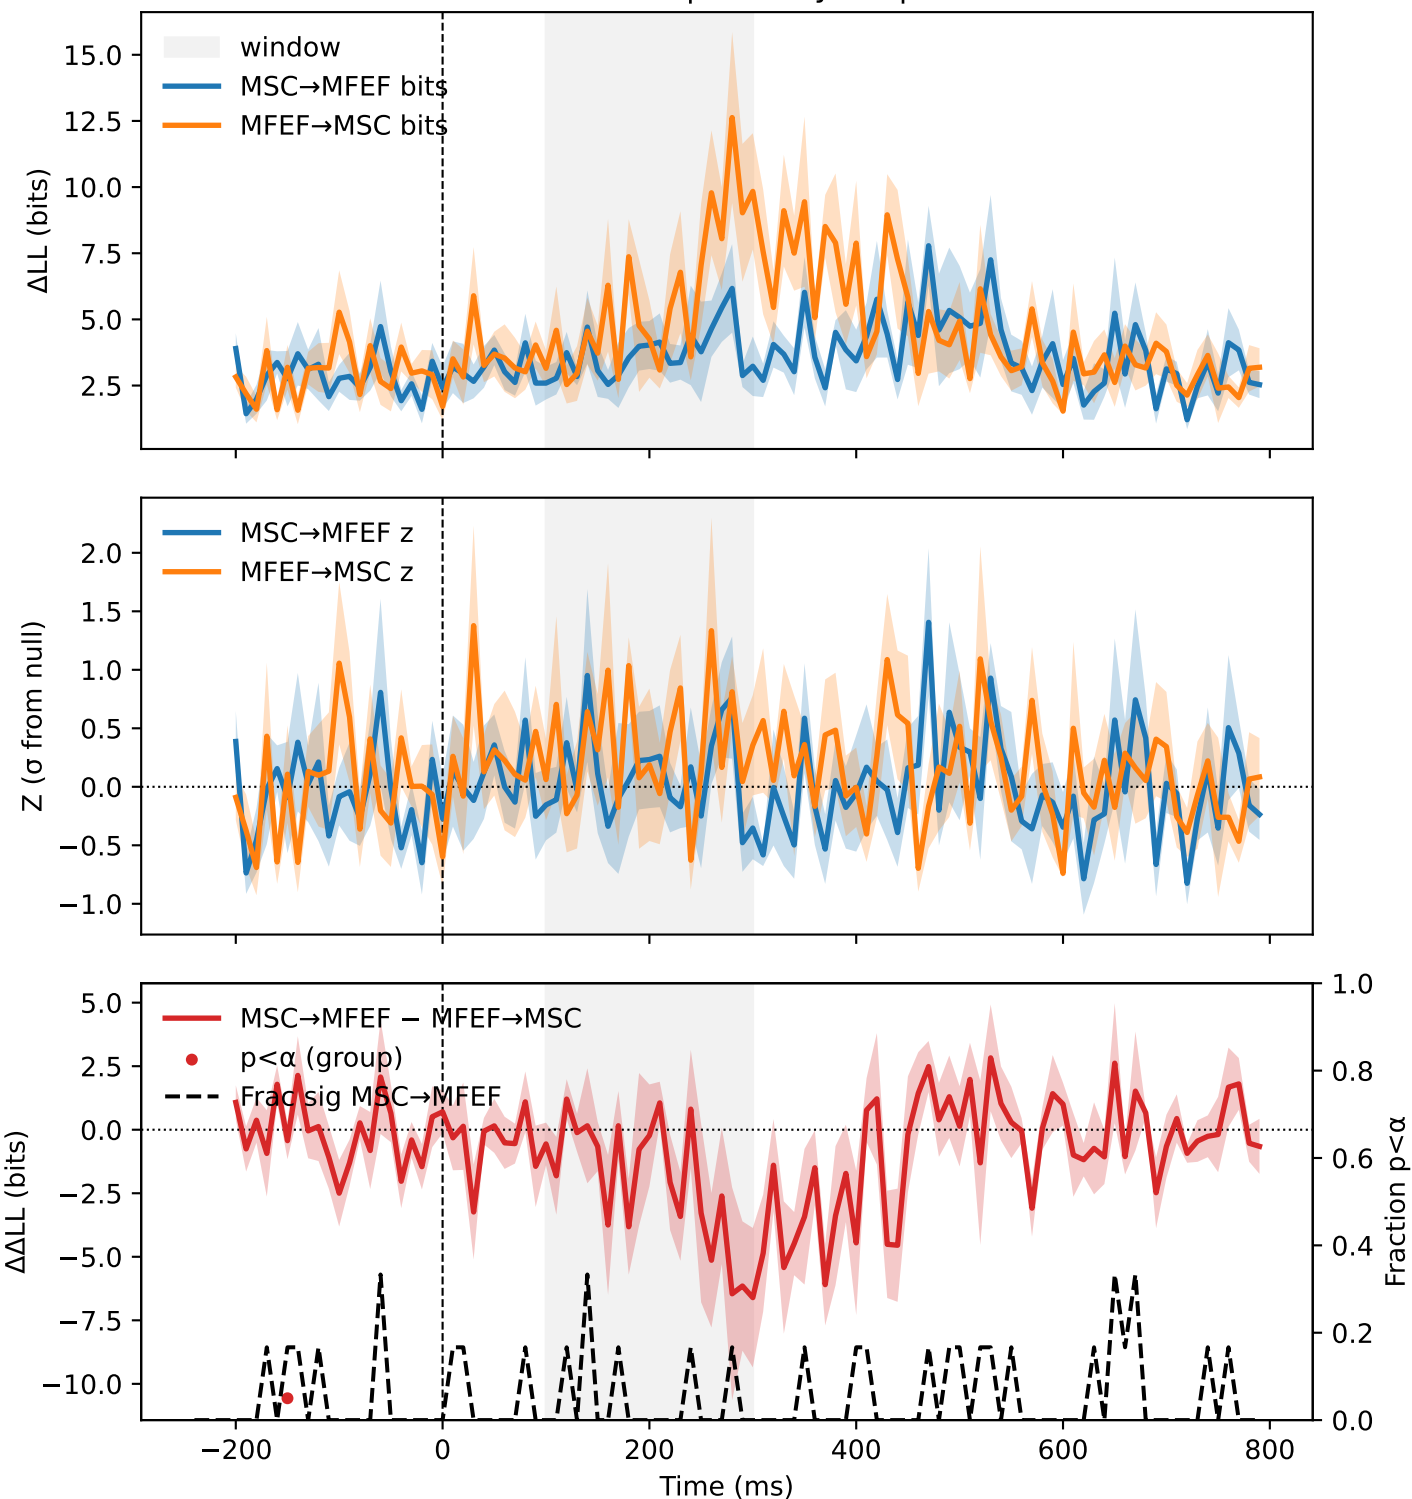 window
MSC→MFEF bits
MFEF→MSC bits
15.0
12.5
10.0
7.5
5.0
2.5
ΔLL (bits)
MSC→MFEF z
MFEF→MSC z
2.0
1.5
1.0
0.5
0.0
−0.5
−1.0
Z (σ from null)
MSC→MFEF − MFEF→MSC
p<α (group)
Frac sig MSC→MFEF
5.0
2.5
0.0
−2.5
−5.0
−7.5
−10.0
ΔΔLL (bits)
1.0
0.8
0.6
0.4
0.2
0.0
Fraction p<α
−200
0
200
400
600
800
Time (ms)